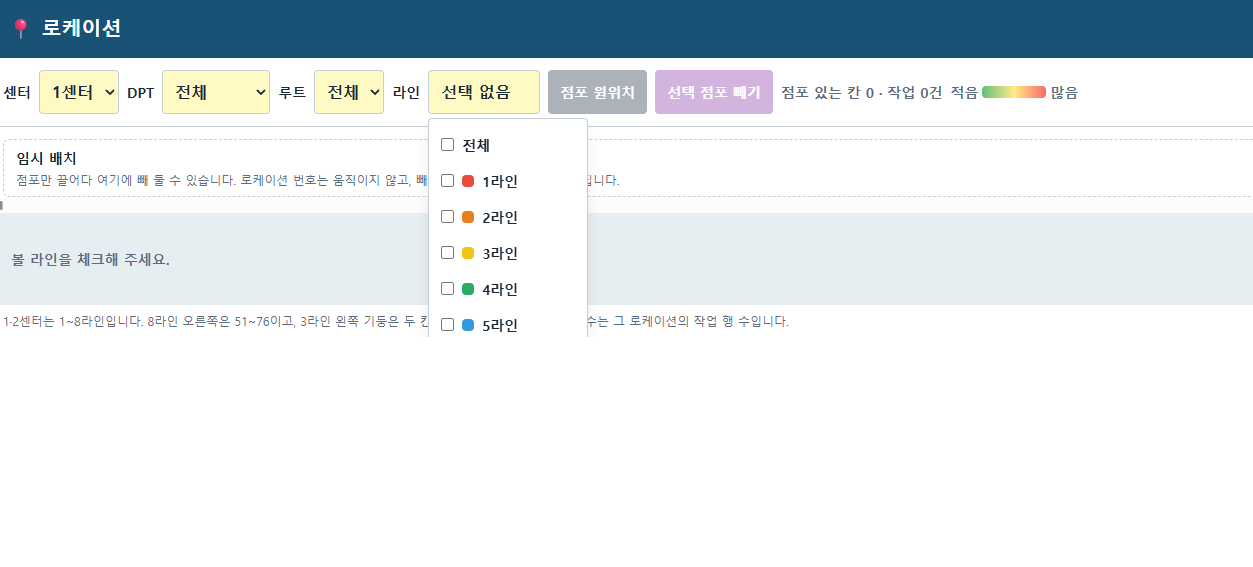 로케이션
센터 1센터 DPT 전체 루트 전체 라인 선택 없음 점포 원위치 선택 점포 빼기 점포 있는 칸 0 · 작업 0건 적음 많음
전체
임시 배치
점포만 끌어다 여기에 빼 둘 수 있습니다. 로케이션 번호는 움직이지 않고, 빼
니다.
1라인
2라인
볼 라인을 체크해 주세요.
3라인
4라인
1·2센터는 1~8라인입니다. 8라인 오른쪽은 51~76이고, 3라인 왼쪽 기둥은 두 칸
수는 그 로케이션의 작업 행 수입니다.
5라인